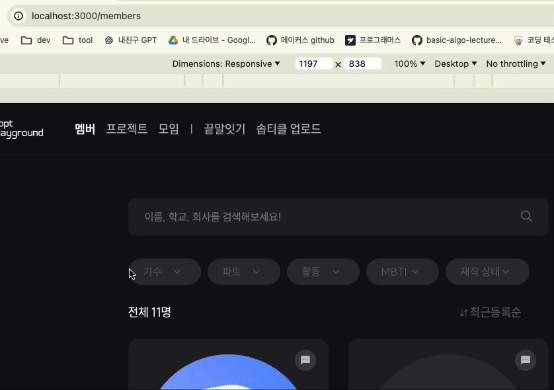 localhost:3000/members
ve dev tool 내친구 GPT 내 드라이브 - Googl... 메이커스 github 프로그래머스 basic-algo-lecture... 코딩 테스
Dimensions: Responsive 1197 x 838 100% Desktop No throttling
opt
ayground
멤버 프로젝트 모임 | 끝말잇기 솝티클 업로드
이름, 학교, 회사를 검색해보세요!
기수 파트 활동 MBTI 재직 상태
전체 11명 최근등록순